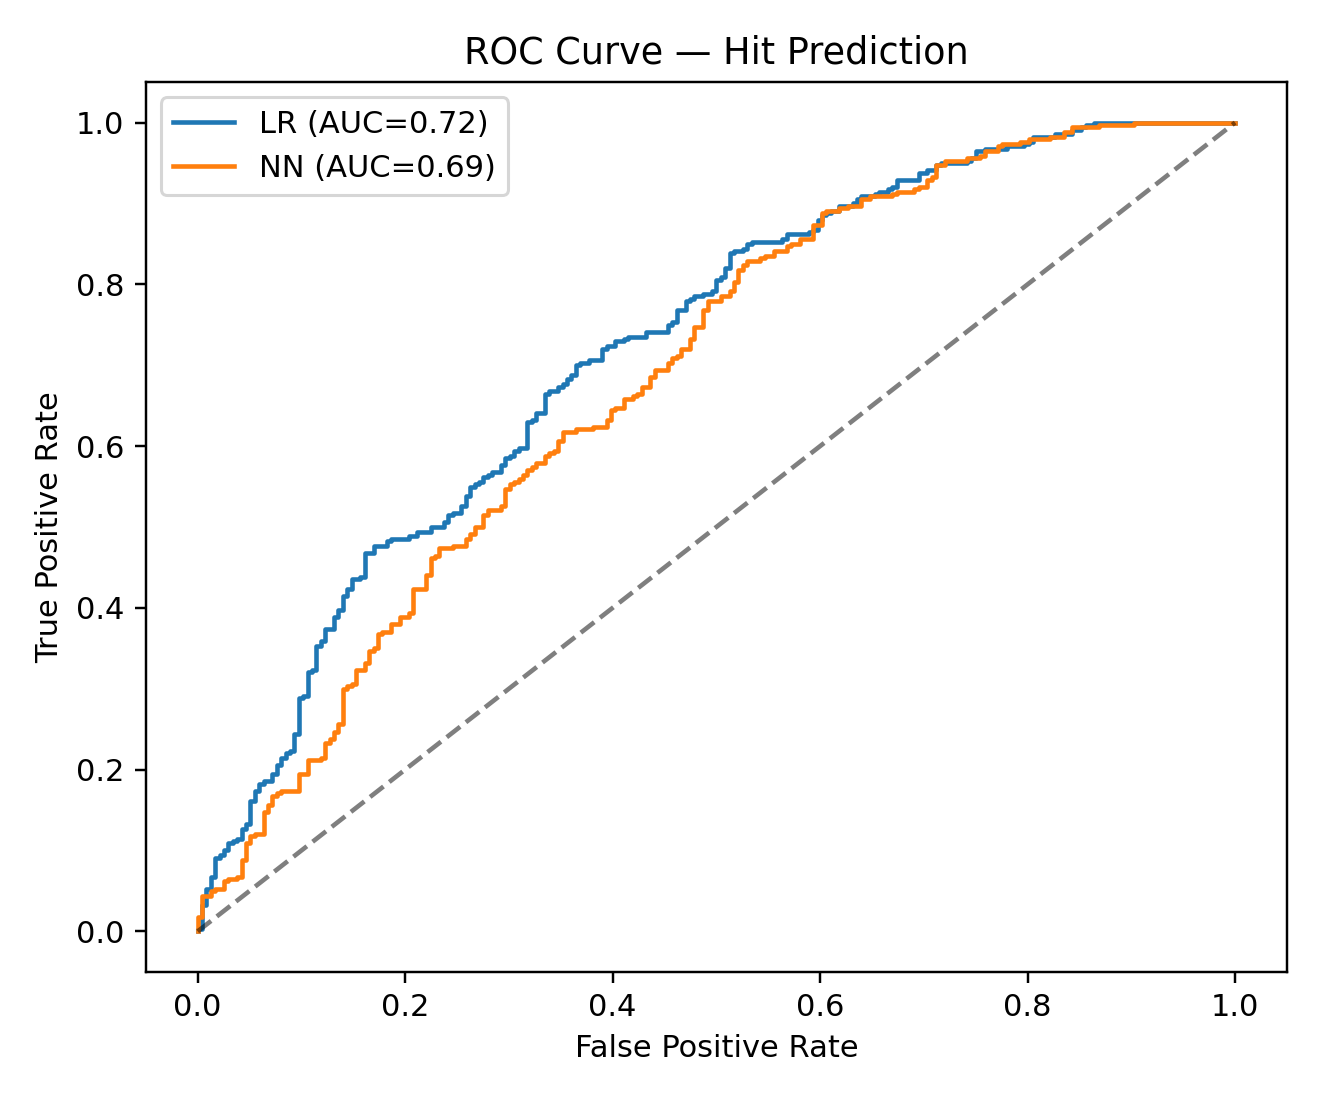 ROC Curve — Hit Prediction
LR (AUC=0.72)
NN (AUC=0.69)
1.0
0.8
0.6
0.4
0.2
0.0
True Positive Rate
0.0 0.2 0.4 0.6 0.8 1.0
False Positive Rate